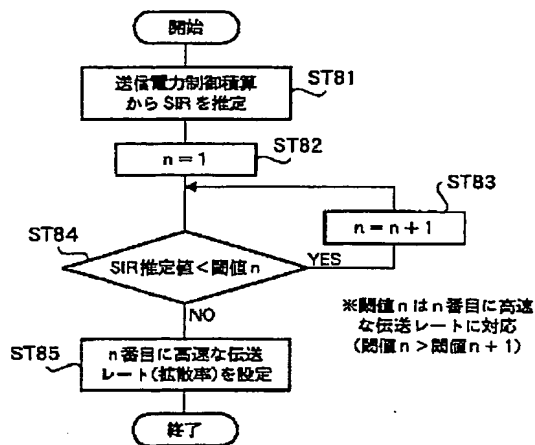 開始
送信電力制御積算
からSIRを推定
ST81
n=1
ST82
ST83
n=n+1
ST84
SIR推定値<閾値n
YES
NO
※閾値nはn番目に高速
な伝送レートに対応
(閾値n>閾値n+1)
ST85
n番目に高速な伝送
レート(拡散率)を設定
終了